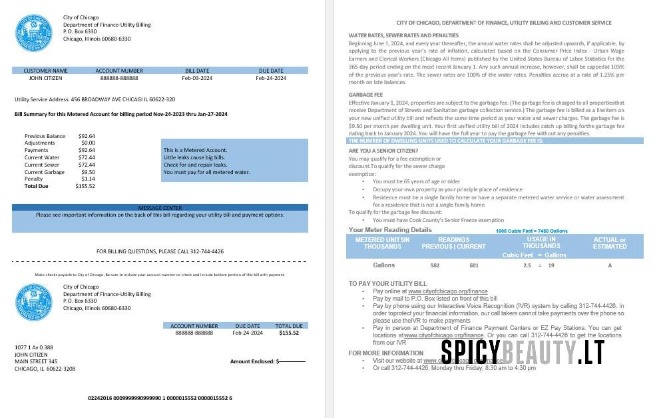 City of Chicago
Department of Finance-Utility Billing
P.O. Box 6330
Chicago, Illinois 60680-6330
CUSTOMER NAME ACCOUNT NUMBER BILL DATE DUE DATE
JOHN CITIZEN 888888-888888 Feb-03-2024 Feb-24-2024
Utility Service Address: 456 BROADWAY AVE CHICAGO IL 60622-320
Bill Summary for this Metered Account for billing period Nov-24-2023 thru Jan-27-2024
Previous Balance $92.64
Adjustments $0.00
Payments $92.64
Current Water $72.44
Current Sewer $72.44
Current Garbage $9.50
Penalty $1.14
Total Due $155.52
This is a Metered Account.
Little leaks cause big bills.
Check for and repair leaks.
You must pay for all metered water.
MESSAGE CENTER
Please see important information on the back of this bill regarding your utility bill and payment options.
FOR BILLING QUESTIONS, PLEASE CALL 312-744-4426
Make checks payable to City of Chicago, be sure to include your account number on check and include bottom portion of this bill with payment.
City of Chicago
Department of Finance-Utility Billing
P.O. Box 6330
Chicago, Illinois 60680-6330
ACCOUNT NUMBER DUE DATE TOTAL DUE
888888-888888 Feb-24-2024 $155.52
1027 1 Av 0.388
JOHN CITIZEN
MAIN STREET 345
CHICAGO, IL 60622-3208
Amount Enclosed: $
CITY OF CHICAGO, DEPARTMENT OF FINANCE, UTILITY BILLING AND CUSTOMER SERVICE
WATER RATES, SEWER RATES AND PENALTIES
Beginning June 1, 2024, and every year thereafter, the annual water rates shall be adjusted upwards, if applicable, by
applying to the previous year's rate of inflation, calculated based on the Consumer Price Index - Urban Wage
Earners and Clerical Workers (Chicago All Items) published by the United States Bureau of Labor Statistics for the
365-day period ending on the most recent January 1. Any such annual increase, however, shall be capped at 105% 
of the previous year's rate. The sewer rates are 100% of the water rates. Penalties accrue at a rate of 1.25% per
month on late balances.
GARBAGE FEE
Effective January 1, 2024, properties are subject to the garbage fee. (The garbage fee is charged to all properties that
receive Department of Streets and Sanitation garbage collection service.) The garbage fee is billed as a line item on
your new unified utility bill and reflects the same time period as your water and sewer charges. The garbage fee is
$9.50 per month per dwelling unit. Your first unified utility bill of 2024 includes catch up billing for the garbage fee
dating back to January 2024. You will have the full year to pay the garbage fee without any penalties.
THE NUMBER OF DWELLING UNITS USED TO CALCULATE YOUR GARBAGE FEE IS:
ARE YOU A SENIOR CITIZEN?
You may qualify for a fee exemption or
discount. To qualify for the sewer charge
exemption:
• You must be 65 years of age or older
• Occupy your own property as your principle place of residence
• Residence must be a single family home or have a separate metered water service or water assessment
for a residence that is not a single family home
To qualify for the garbage fee discount:
• You must have Cook County's Senior Freeze exemption
Your Meter Reading Details
1000 Cubic Feet = 7480 Gallons
METERED UNITS IN THOUSANDS READINGS PREVIOUS | CURRENT USAGE IN THOUSANDS Cubic Feet = Gallons ACTUAL or ESTIMATED
Gallons 582 601 2.5 = 19 A
TO PAY YOUR UTILITY BILL
• Pay online at www.cityofchicago.org/finance
• Pay by mail to P.O. Box listed on front of this bill
• Pay by phone using our Interactive Voice Recognition (IVR) system by calling 312-744-4426. In
order to protect your financial information, our call takers cannot take payments over the phone so
please use the IVR to make payments
• Pay in person at Department of Finance Payment Centers or EZ Pay Stations. You can get
locations at www.cityofchicago.org/finance. Or you can call 312-744-4426 to get locations
from our IVR
FOR MORE INFORMATION
• Visit our website at
• Or call 312-744-4426, Monday thru Friday, 8:30 am to 4:30 pm
SPICYBEAUTY.LT